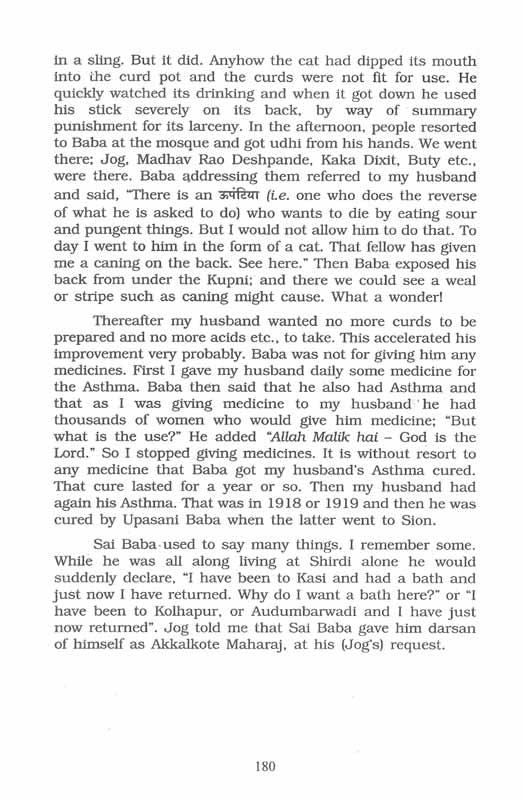 in a sling. But it did. Anyhow the cat had dipped its mouth
into the curd pot and the curds were not fit for use. He
quickly watched its drinking and when it got down he used
his stick severely on its back, by way of summary
punishment for its larceny. In the afternoon, people resorted
to Baba at the mosque and got udhi from his hands. We went
there; Jog, Madhav Rao Deshpande, Kaka Dixit, Buty etc.,
were there. Baba addressing them referred to my husband
and said, "There is an ऊपंटिया (i.e. one who does the reverse
of what he is asked to do) who wants to die by eating sour
and pungent things. But I would not allow him to do that. To
day I went to him in the form of a cat. That fellow has given
me a caning on the back. See here." Then Baba exposed his
back from under the Kupni; and there we could see a weal
or stripe such as caning might cause. What a wonder!
Thereafter my husband wanted no more curds to be
prepared and no more acids etc., to take. This accelerated his
improvement very probably. Baba was not for giving him any
medicines. First I gave my husband daily some medicine for
the Asthma. Baba then said that he also had Asthma and
that as I was giving medicine to my husband he had
thousands of women who would give him medicine; "But
what is the use?" He added "Allah Malik hai – God is the
Lord." So I stopped giving medicines. It is without resort to
any medicine that Baba got my husband's Asthma cured.
That cure lasted for a year or so. Then my husband had
again his Asthma. That was in 1918 or 1919 and then he was
cured by Upasani Baba when the latter went to Sion.
Sai Baba used to say many things. I remember some.
While he was all along living at Shirdi alone he would
suddenly declare, "I have been to Kasi and had a bath and
just now I have returned. Why do I want a bath here?" or "I
have been to Kolhapur, or Audumbarwadi and I have just
now returned". Jog told me that Sai Baba gave him darsan
of himself as Akkalkote Maharaj, at his (Jog's) request.
180